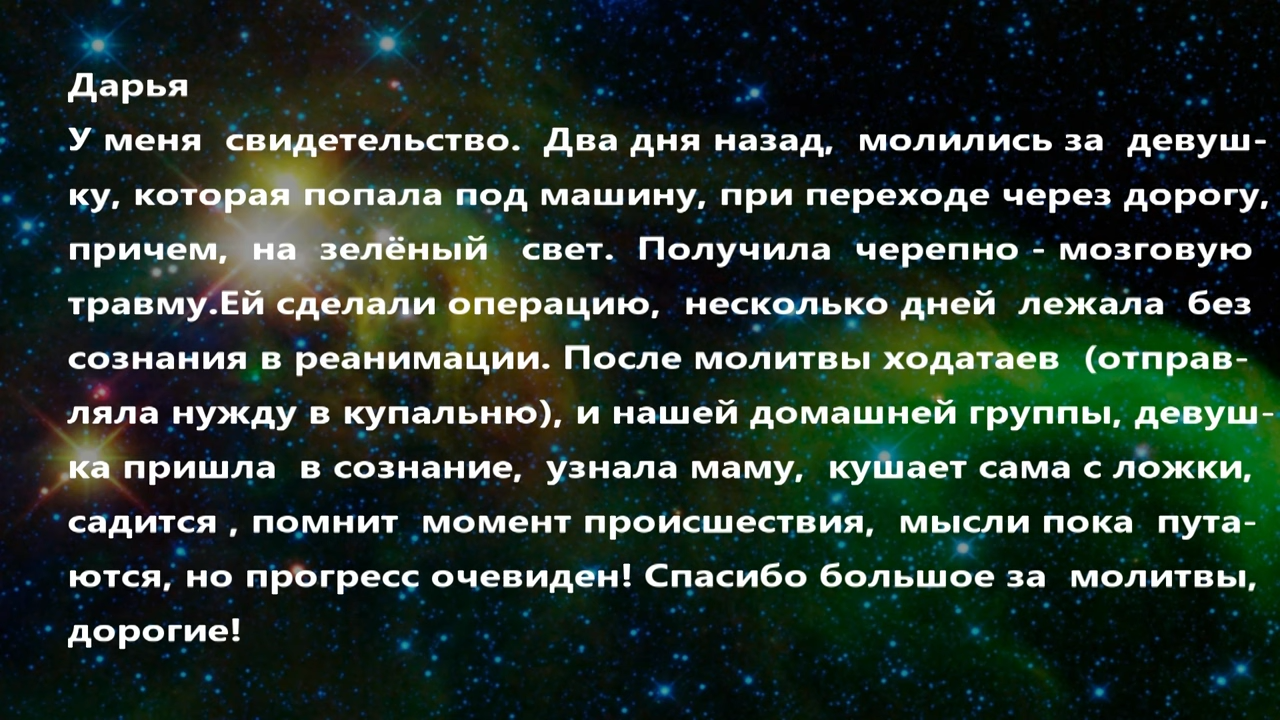 Дарья
У меня свидетельство. Два дня назад, молились за девуш-
ку, которая попала под машину, при переходе через дорогу,
причем, на зелёный свет. Получила черепно - мозговую
травму.Ей сделали операцию, несколько дней лежала без
сознания в реанимации. После молитвы ходатаев (отправ-
ляла нужду в купальню), и нашей домашней группы, девуш-
ка пришла в сознание, узнала маму, кушает сама с ложки,
садится , помнит момент происшествия, мысли пока пута-
ются, но прогресс очевиден! Спасибо большое за молитвы,
дорогие!